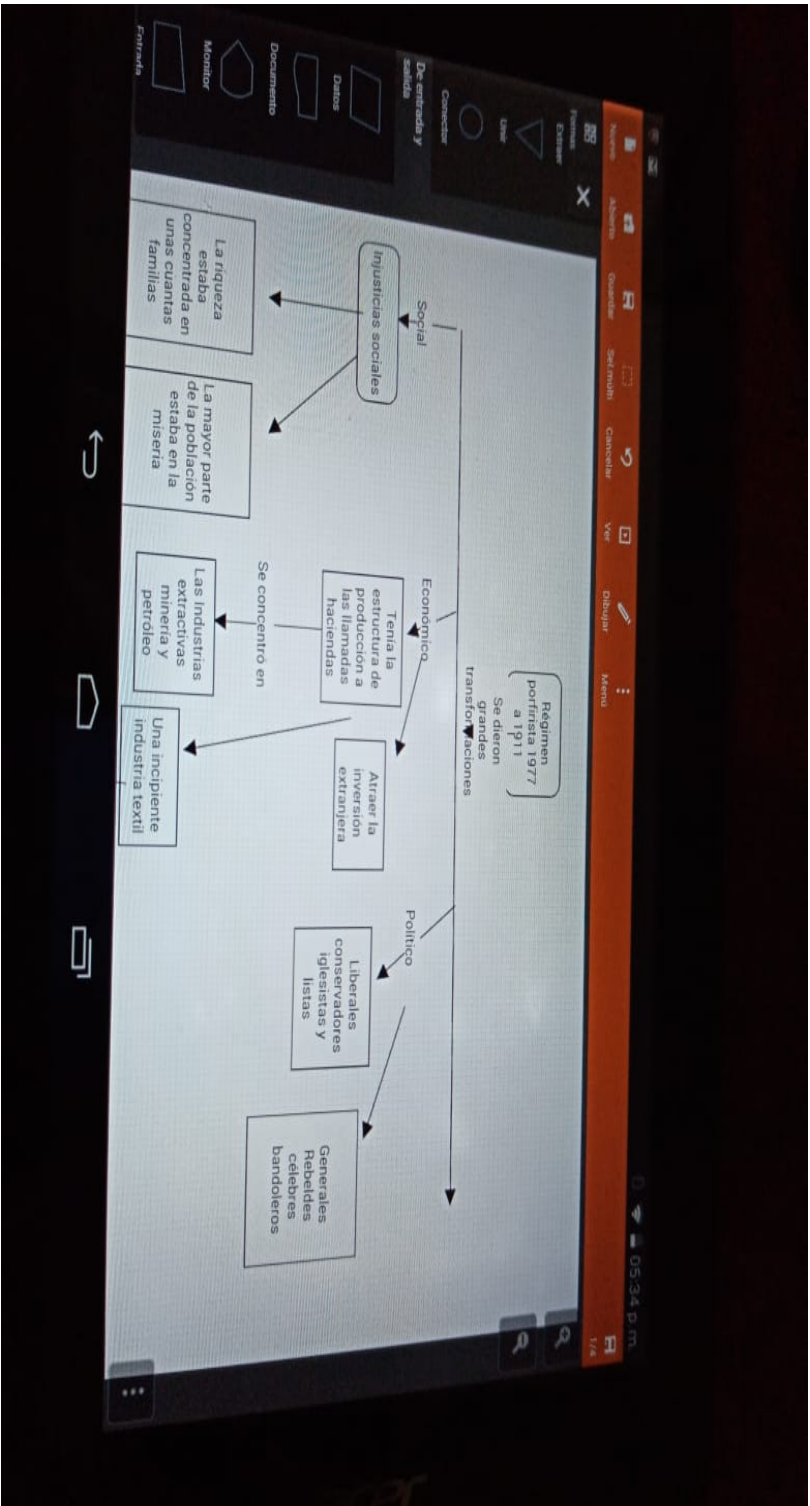 05:34 p.m.
Nuevo
Abierto
Guardar
Sel.múlti
Cancelar
Ver
Dibujar
Menú
1/4
Formas
Extraer
Unir
Conector
De entrada y
salida
Datos
Documento
Monitor
Entrada
Régimen
porfirista 1977
a 1911
Se dieron
grandes
transformaciones
Social
Injusticias sociales
La riqueza
estaba
concentrada en
unas cuantas
familias
La mayor parte
de la población
estaba en la
miseria
Económico
Tenía la
estructura de
producción a
las llamadas
haciendas
Atraer la
inversión
extranjera
Se concentró en
Las Industrias
extractivas
minería y
petróleo
Una incipiente
industria textil
Político
Liberales
conservadores
iglesistas y
listas
Generales
Rebeldes
célebres
bandoleros